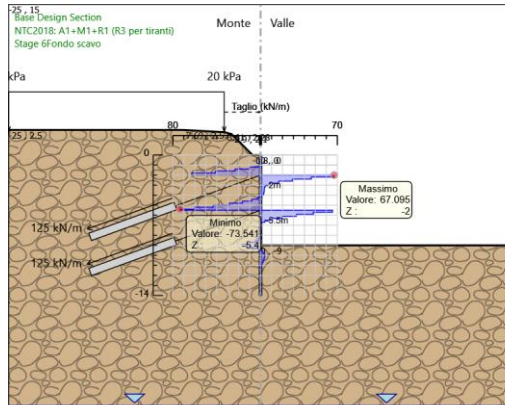 -25 , 15
Base Design Section
NTC2018: A1+M1+R1 (R3 per tiranti)
Stage 6Fondo scavo
Monte
Valle
kPa
20 kPa
Taglio (kN/m)
-25 , 2.5
80
70
0
-2m
Massimo
Valore: 67.095
Z :
-2
Minimo
Valore: -73.541
Z
-5.4
-5.5m
-9
125 kN/m
125 kN/m
-14